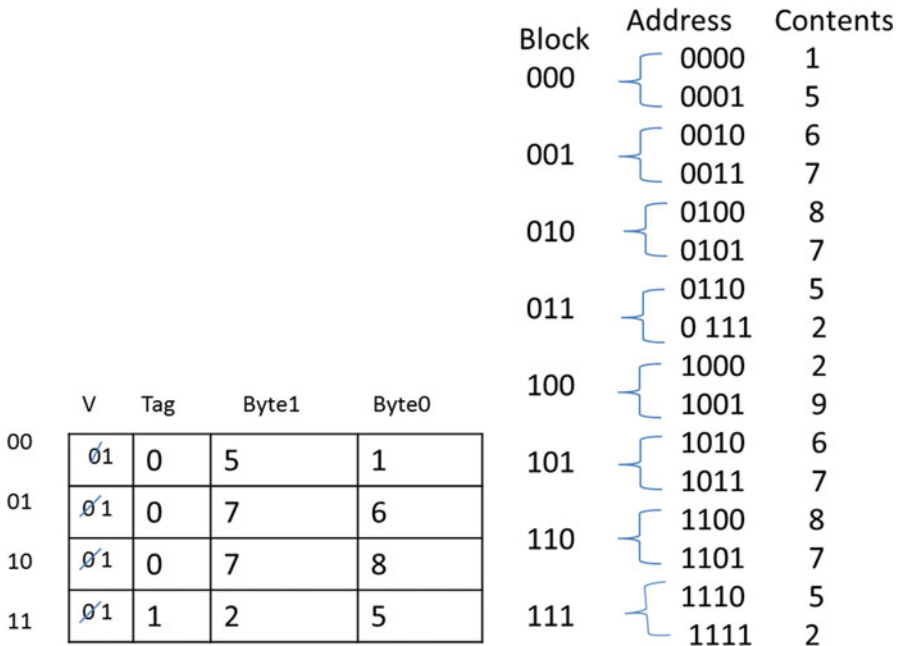 Block Address Contents
000 0000 1
0001 5
001 0010 6
0011 7
010 0100 8
0101 7
011 0110 5
0 111 2
100 1000 2
1001 9
101 1010 6
1011 7
110 1100 8
1101 7
111 1110 5
1111 2
V Tag Byte1 Byte0
00 01 0 5 1
01 01 0 7 6
10 01 0 7 8
11 01 1 2 5